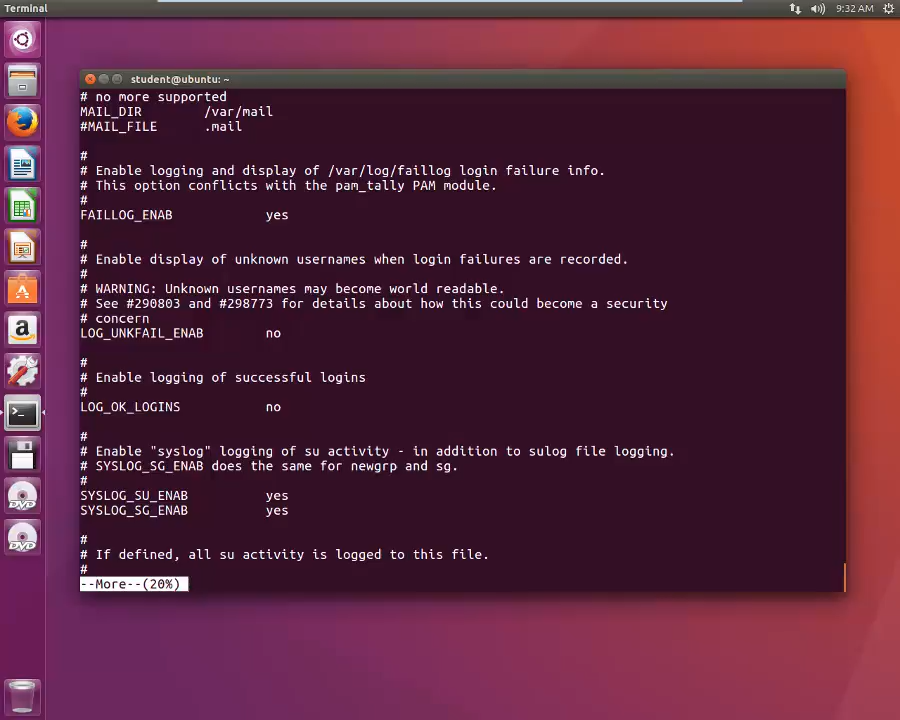 Terminal
9:32 AM
student@ubuntu: ~
# no more supported
MAIL_DIR        /var/mail
#MAIL_FILE      .mail
#
# Enable logging and display of /var/log/faillog login failure info.
# This option conflicts with the pam_tally PAM module.
#
FAILLOG_ENAB            yes
#
# Enable display of unknown usernames when login failures are recorded.
#
# WARNING: Unknown usernames may become world readable.
# See #290803 and #298773 for details about how this could become a security
# concern
LOG_UNKFAIL_ENAB        no
#
# Enable logging of successful logins
#
LOG_OK_LOGINS           no
#
# Enable "syslog" logging of su activity - in addition to sulog file logging.
# SYSLOG_SG_ENAB does the same for newgrp and sg.
#
SYSLOG_SU_ENAB          yes
SYSLOG_SG_ENAB          yes
#
# If defined, all su activity is logged to this file.
#
--More--(20%)
DVD
DVD